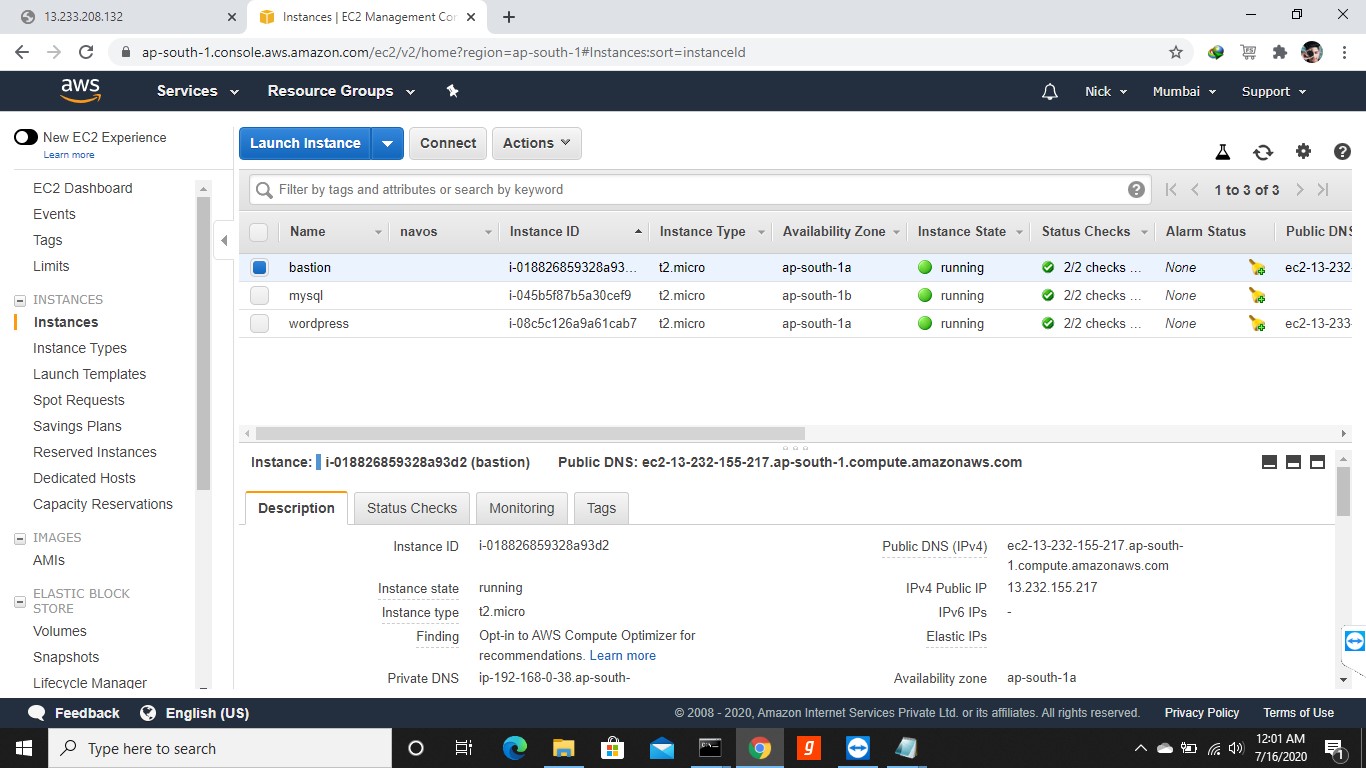 13.233.208.132
Instances | EC2 Management Con
ap-south-1.console.aws.amazon.com/ec2/v2/home?region=ap-south-1#Instances:sort=instanceId
aws Services Resource Groups Nick Mumbai Support
New EC2 Experience
Learn more
EC2 Dashboard
Events
Tags
Limits
INSTANCES
Instances
Instance Types
Launch Templates
Spot Requests
Savings Plans
Reserved Instances
Dedicated Hosts
Capacity Reservations
IMAGES
AMIs
ELASTIC BLOCK
STORE
Volumes
Snapshots
Lifecycle Manager
Launch Instance Connect Actions
Filter by tags and attributes or search by keyword 1 to 3 of 3
Name navos Instance ID Instance Type Availability Zone Instance State Status Checks Alarm Status Public DNS
bastion i-018826859328a93... t2.micro ap-south-1a running 2/2 checks ... None ec2-13-232-
mysql i-045b5f87b5a30cef9 t2.micro ap-south-1b running 2/2 checks ... None
wordpress i-08c5c126a9a61cab7 t2.micro ap-south-1a running 2/2 checks ... None ec2-13-233-
Instance: i-018826859328a93d2 (bastion) Public DNS: ec2-13-232-155-217.ap-south-1.compute.amazonaws.com
Description Status Checks Monitoring Tags
Instance ID i-018826859328a93d2
Instance state running
Instance type t2.micro
Finding Opt-in to AWS Compute Optimizer for
recommendations. Learn more
Private DNS ip-192-168-0-38.ap-south-
Public DNS (IPv4) ec2-13-232-155-217.ap-south-
1.compute.amazonaws.com
IPv4 Public IP 13.232.155.217
IPv6 IPs -
Elastic IPs
Availability zone ap-south-1a
Feedback English (US) © 2008 - 2020, Amazon Internet Services Private Ltd. or its affiliates. All rights reserved. Privacy Policy Terms of Use
Type here to search
12:01 AM
7/16/2020
1